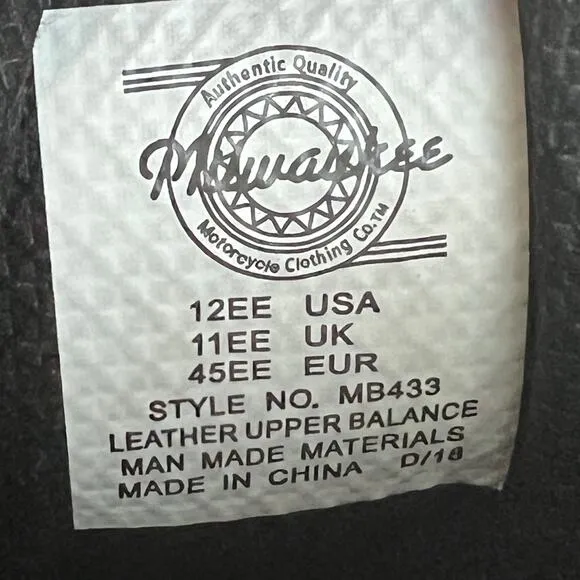 Authentic Quality
Milwaukee
Motorcycle Clothing Co.™
12EE USA
11EE UK
45EE EUR
STYLE NO. MB433
LEATHER UPPER BALANCE
MAN MADE MATERIALS
MADE IN CHINA D/18